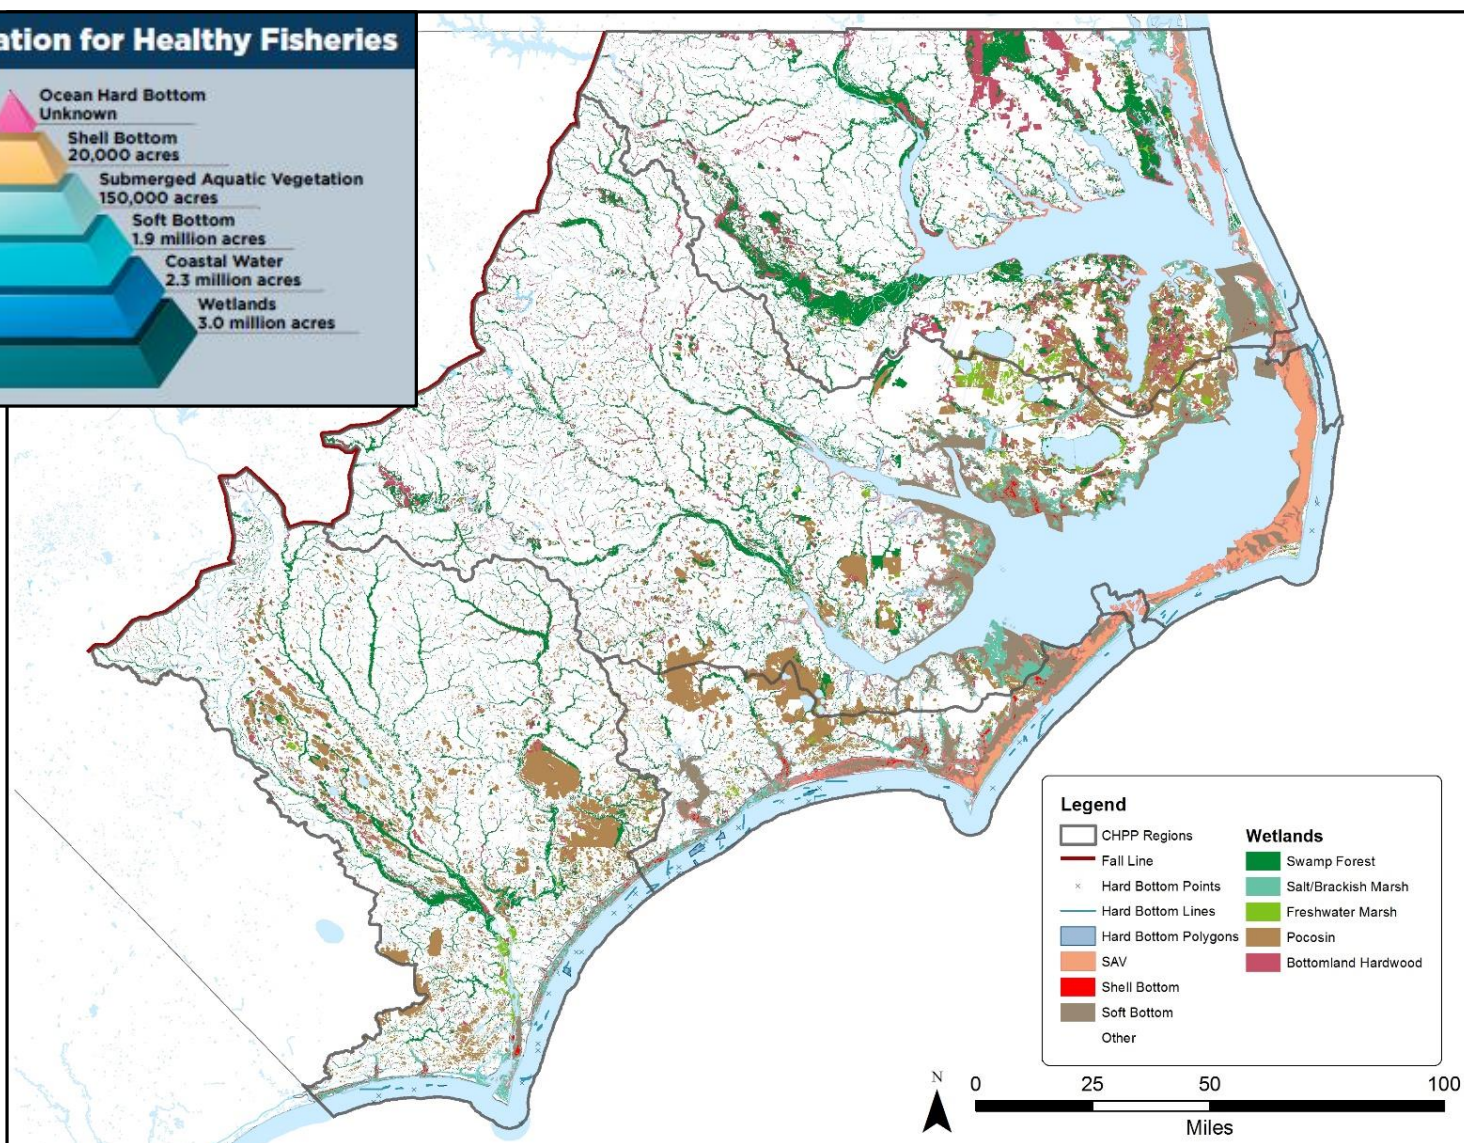 ation for Healthy Fisheries
Ocean Hard Bottom
Unknown
Shell Bottom
20,000 acres
Submerged Aquatic Vegetation
150,000 acres
Soft Bottom
1.9 million acres
Coastal Water
2.3 million acres
Wetlands
3.0 million acres
Legend
CHPP Regions
Fall Line
Hard Bottom Points
Hard Bottom Lines
Hard Bottom Polygons
SAV
Shell Bottom
Soft Bottom
Other
Wetlands
Swamp Forest
Salt/Brackish Marsh
Freshwater Marsh
Pocosin
Bottomland Hardwood
N
0 25 50 100
Miles